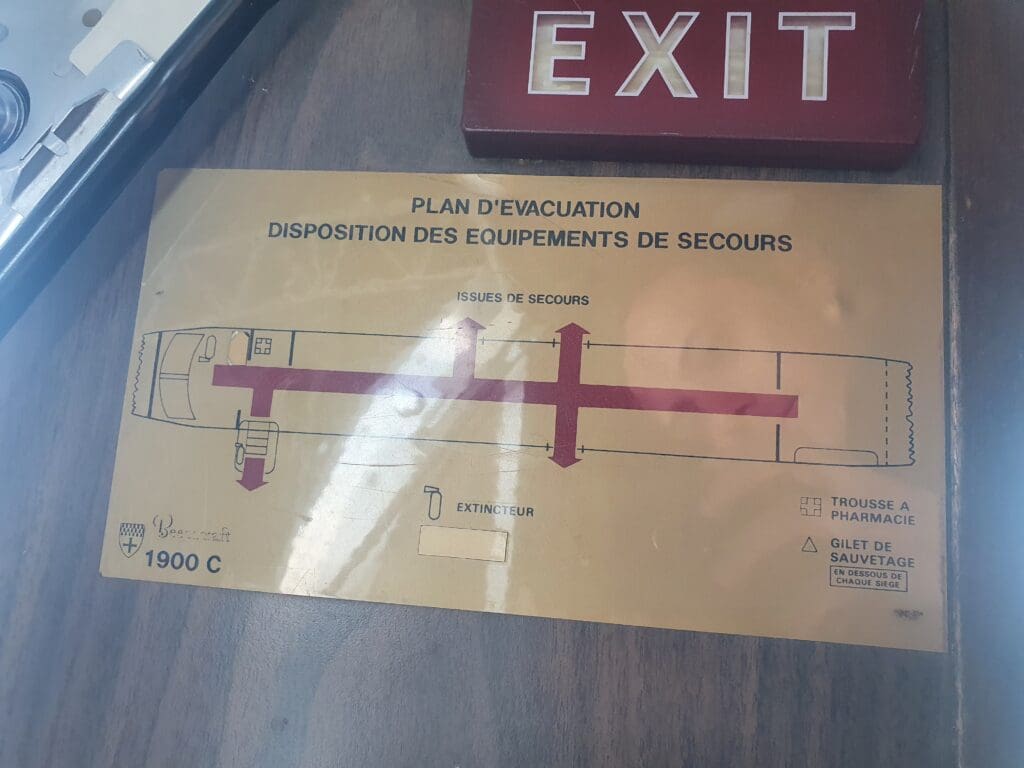 EXIT
PLAN D'EVACUATION
DISPOSITION DES EQUIPEMENTS DE SECOURS
ISSUES DE SECOURS
EXTINCTEUR
TROUSSE A
PHARMACIE
GILET DE
SAUVETAGE
EN DESSOUS DE
CHAQUE SIEGE
Beechcraft
1900 C